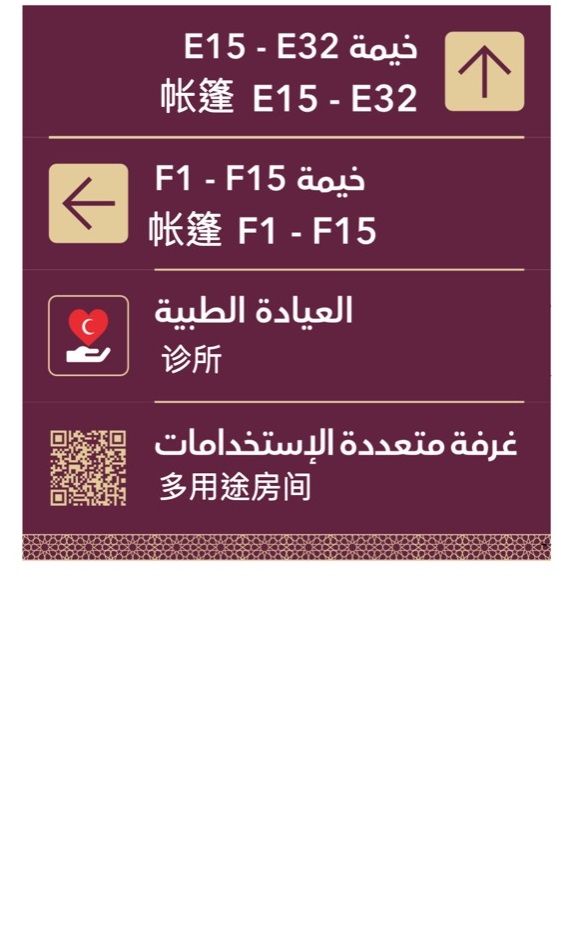 خيمة E15 - E32
帐篷 E15 - E32
خيمة F1 - F15
帐篷 F1 - F15
العيادة الطبية
诊所
غرفة متعددة الإستخدامات
多用途房间